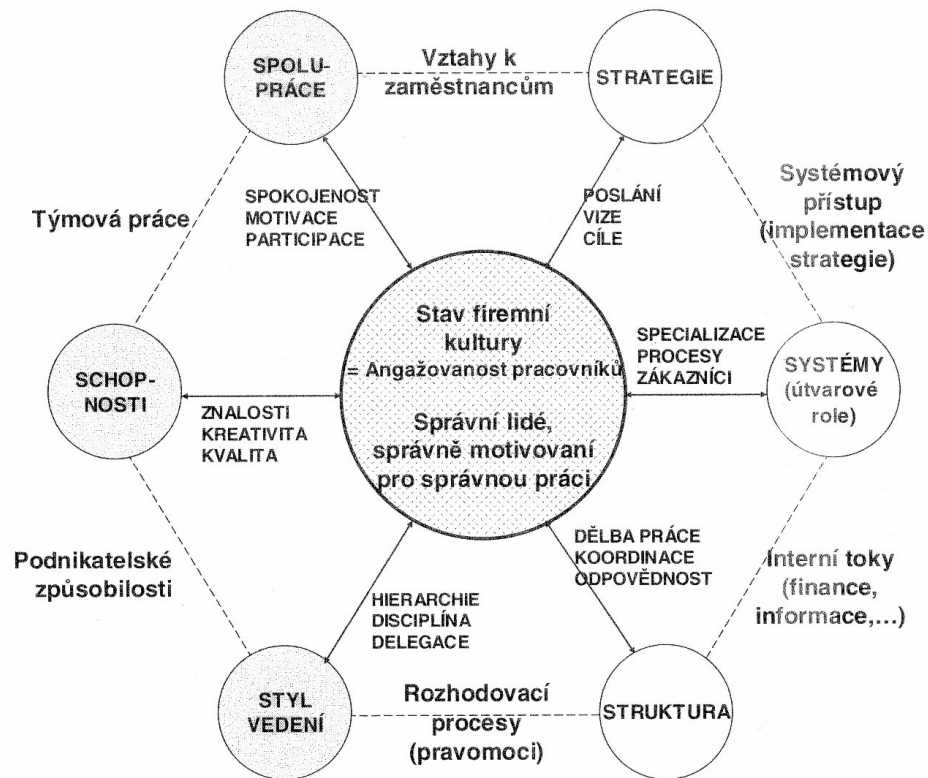 SPOLU-
PRÁCE
Vztahy k
zaměstnancům
STRATEGIE
SPOKOJENOST
MOTIVACE
PARTICIPACE
POSLÁNÍ
VIZE
CÍLE
Týmová práce
Systémový
přístup
(implementace
strategie)
Stav firemní
kultury
= Angažovanost pracovníků
Správní lidé,
správně motivovaní
pro správnou práci
SCHOP-
NOSTI
ZNALOSTI
KREATIVITA
KVALITA
SPECIALIZACE
PROCESY
ZÁKAZNÍCI
SYSTÉMY
(útvarové
role)
Podnikatelské
způsobilosti
HIERARCHIE
DISCIPLÍNA
DELEGACE
DĚLBA PRÁCE
KOORDINACE
ODPOVĚDNOST
Interní toky
(finance,
informace,...)
STYL
VEDENÍ
Rozhodovací
procesy
(pravomoci)
STRUKTURA